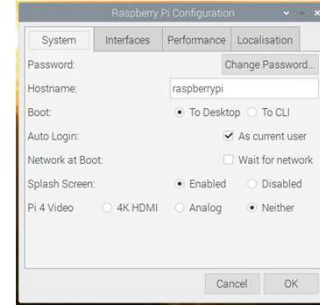 Raspberry Pi Configuration
System Interfaces Performance Localisation
Password: Change Password...
Hostname: raspberrypi
Boot: To Desktop To CLI
Auto Login: As current user
Network at Boot: Wait for network
Splash Screen: Enabled Disabled
Pi 4 Video 4K HDMI Analog Neither
Cancel OK